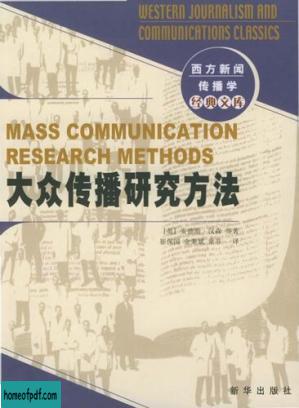 WESTERN JOURNALISM AND
COMMUNICATIONS CLASSICS
西方新闻
传播学
经典文库
MASS COMMUNICATION
RESEARCH METHODS
大众传播研究方法
新华出版社
homeofpdf.com